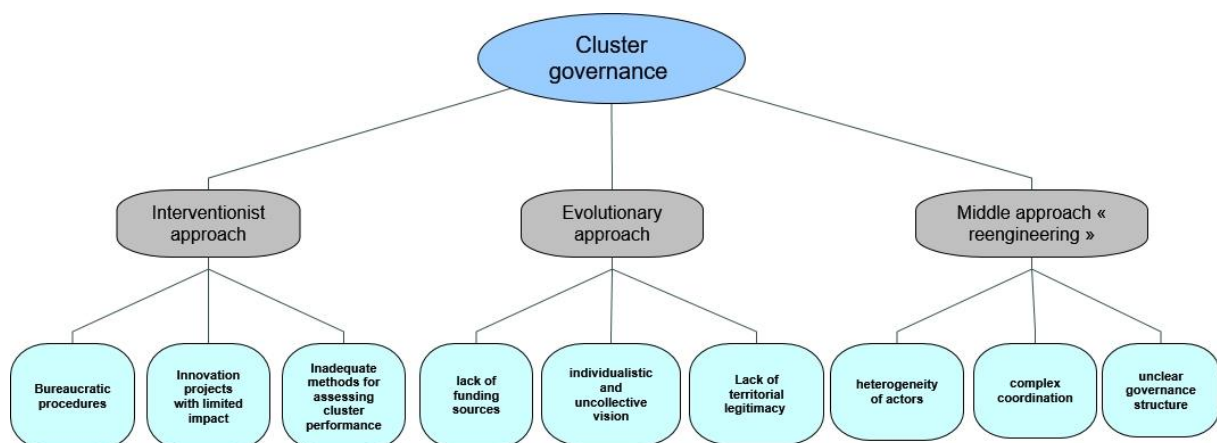 Cluster
governance
Interventionist
approach
Evolutionary
approach
Middle approach «
reengineering »
Bureaucratic
procedures
Innovation
projects
with limited
impact
Inadequate
methods for
assessing
cluster
performance
lack of
funding
sources
individualistic
and
uncollective
vision
Lack of
territorial
legitimacy
heterogeneity
of actors
complex
coordination
unclear
governance
structure